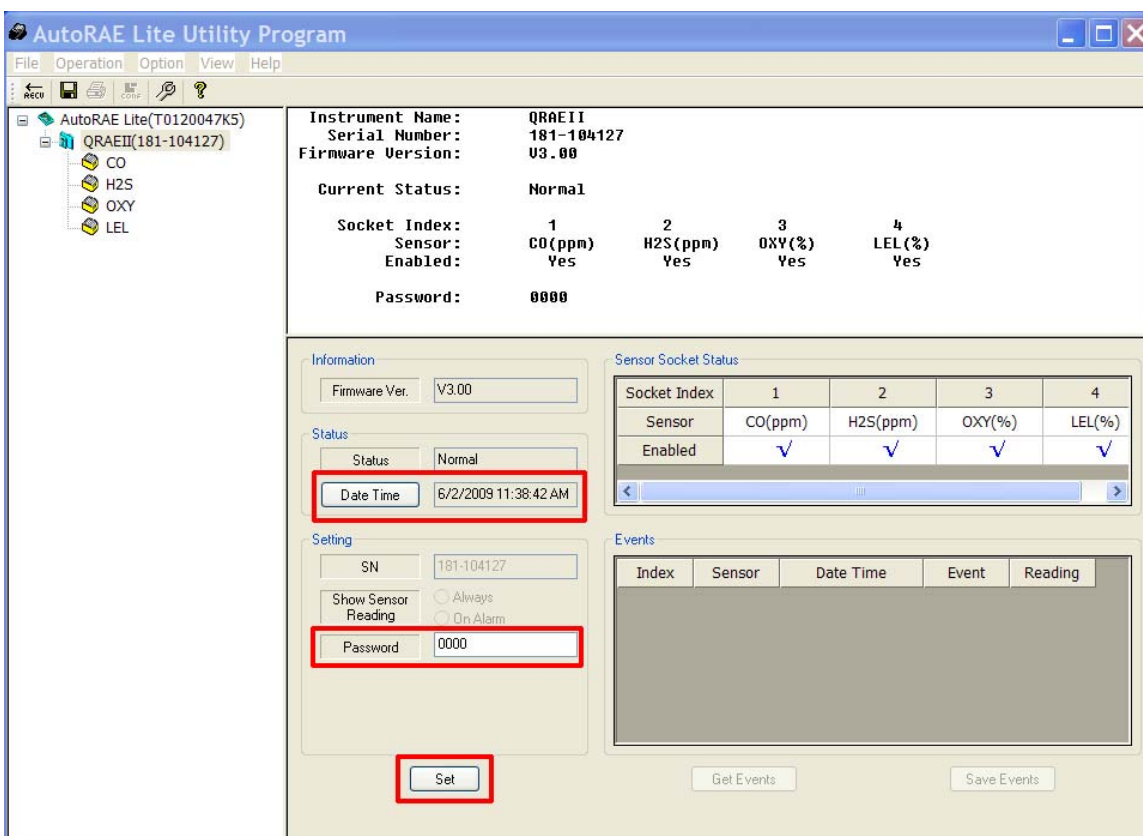 AutoRAE Lite Utility Program
File Operation Option View Help
RECV CONF ?
AutoRAE Lite(T0120047K5)
QRAEII(181-104127)
CO
H2S
OXY
LEL
Instrument Name: QRAEII
Serial Number: 181-104127
Firmware Version: V3.00
Current Status: Normal
Socket Index: 1 2 3 4
Sensor: CO(ppm) H2S(ppm) OXY(%) LEL(%)
Enabled: Yes Yes Yes Yes
Password: 0000
Information
Firmware Ver. V3.00
Status
Status Normal
Date Time 6/2/2009 11:38:42 AM
Setting
SN 181-104127
Show Sensor Reading
Always
On Alarm
Password 0000
Set
Sensor Socket Status
Socket Index 1 2 3 4
Sensor CO(ppm) H2S(ppm) OXY(%) LEL(%)
Enabled √ √ √ √
Events
Index Sensor Date Time Event Reading
Get Events Save Events